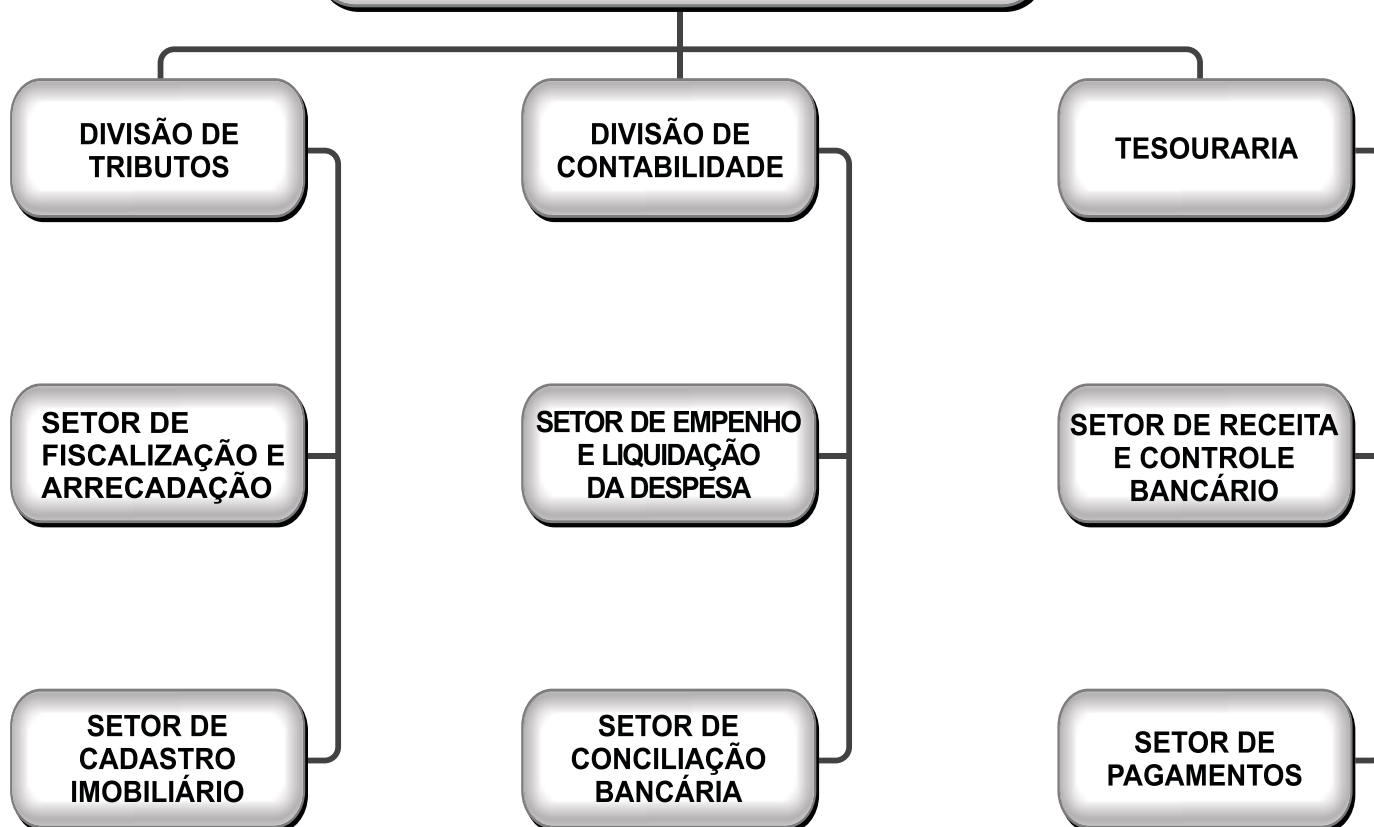 DIVISÃO DE
TRIBUTOS
DIVISÃO DE
CONTABILIDADE
TESOURARIA
SETOR DE
FISCALIZAÇÃO E
ARRECADAÇÃO
SETOR DE EMPENHO
E LIQUIDAÇÃO
DA DESPESA
SETOR DE RECEITA
E CONTROLE
BANCÁRIO
SETOR DE
CADASTRO
IMOBILIÁRIO
SETOR DE
CONCILIAÇÃO
BANCÁRIA
SETOR DE
PAGAMENTOS